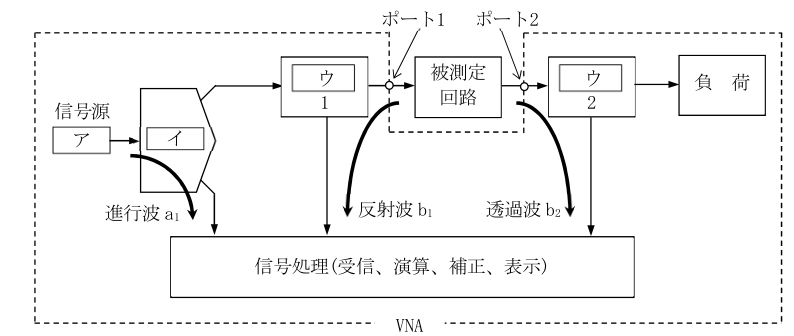 ポート1
ポート2
信号源
ア
イ
ウ
1
被測定
回路
ウ
2
負 荷
進行波 a₁
反射波 b₁
透過波 b₂
信号処理(受信、演算、補正、表示)
VNA